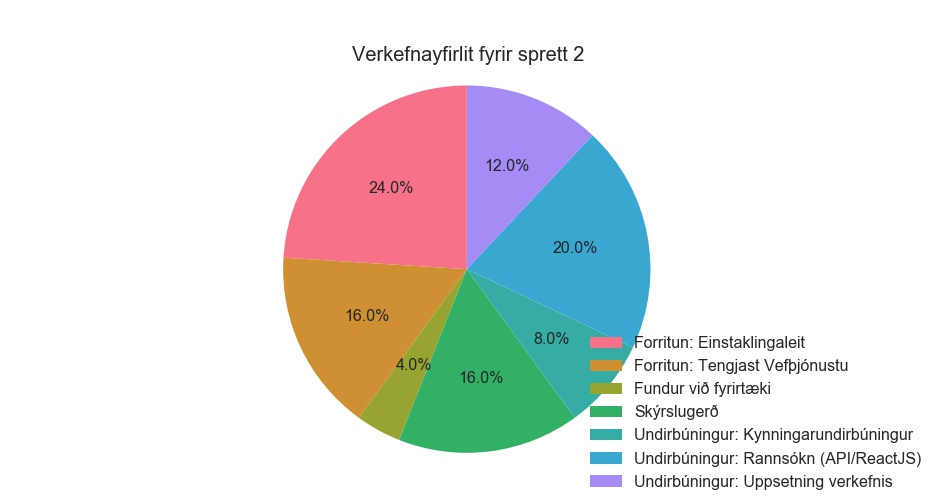 Verkefnayfirlit fyrir sprett 2
12.0%
24.0%
20.0%
16.0%
8.0%
4.0%
16.0%
Forritun: Einstaklingaleit
Forritun: Tengjast Vefþjónustu
Fundur við fyrirtæki
Skýrslugerð
Undirbúningur: Kynningarundirbúningur
Undirbúningur: Rannsókn (API/ReactJS)
Undirbúningur: Uppsetning verkefnis